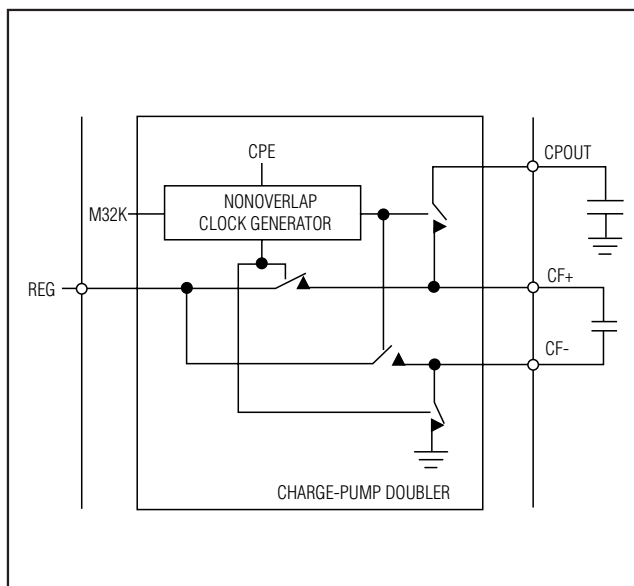 CPE
CPOUT
M32K
NONOVERLAP
CLOCK GENERATOR
REG
CF+
CF-
CHARGE-PUMP DOUBLER